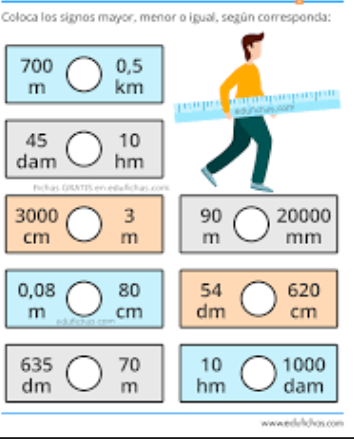 Coloca los signos mayor, menor o igual, según corresponda:
700 m 0,5 km
edufichas.com
45 dam 10 hm
Fichas GRATIS en edufichas.com
3000 cm 3 m
90 m 20000 mm
0,08 m 80 cm
edufichas.com
54 dm 620 cm
635 dm 70 m
10 hm 1000 dam
www.edufichas.com